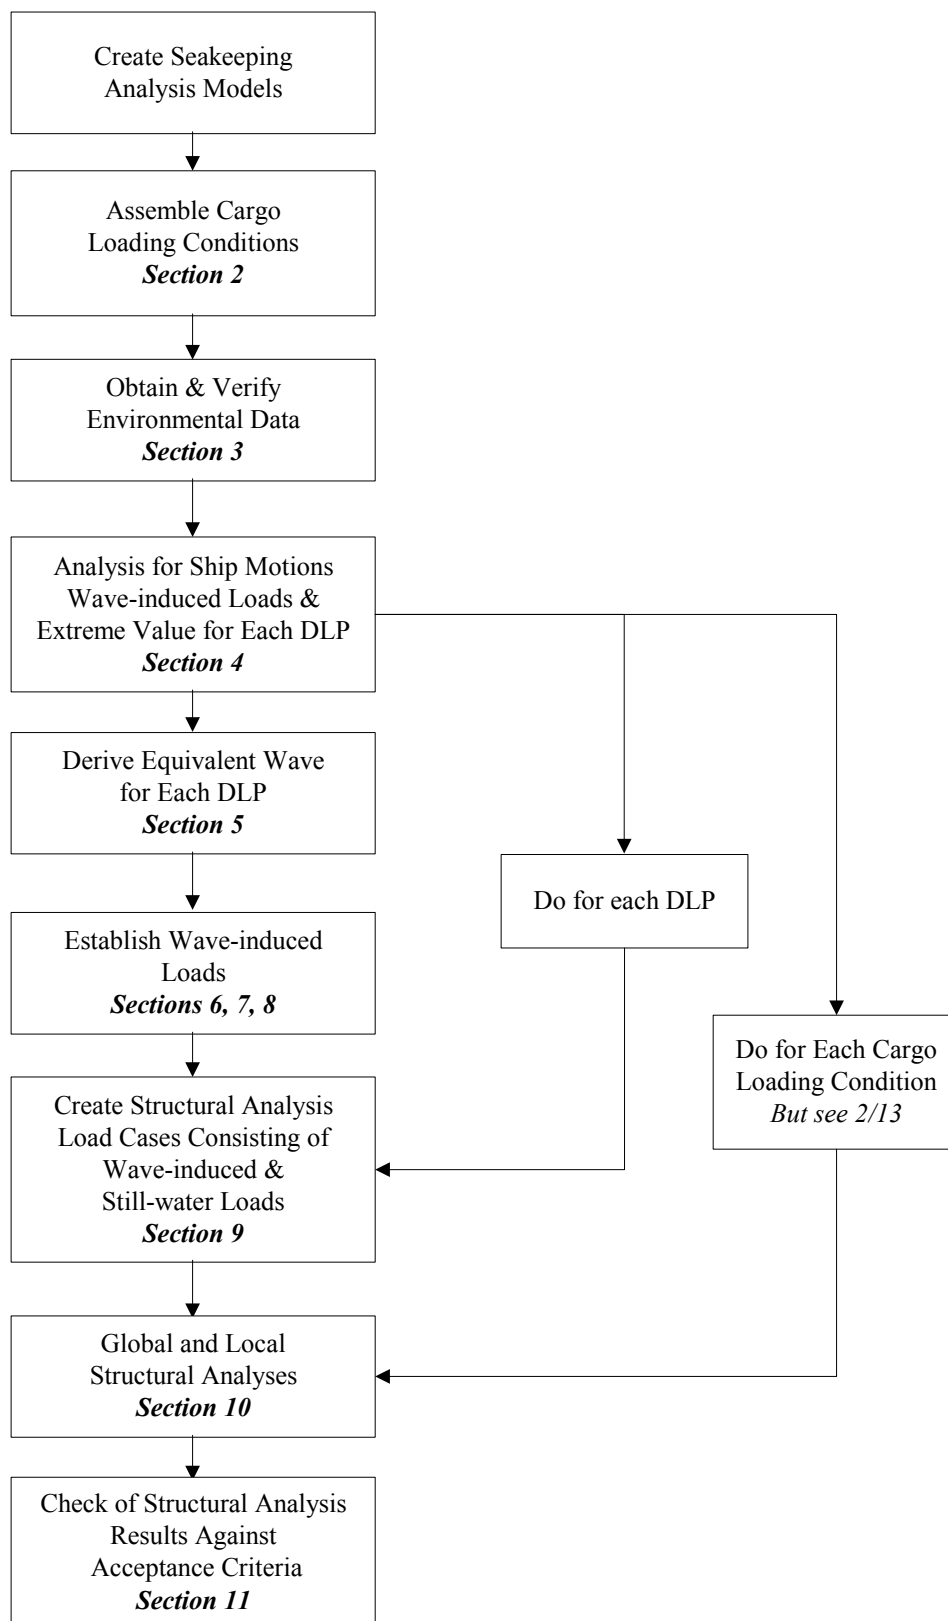 Create Seakeeping
Analysis Models
Assemble Cargo
Loading Conditions
Section 2
Obtain & Verify
Environmental Data
Section 3
Analysis for Ship Motions
Wave-induced Loads &
Extreme Value for Each DLP
Section 4
Derive Equivalent Wave
for Each DLP
Section 5
Do for each DLP
Establish Wave-induced
Loads
Sections 6, 7, 8
Do for Each Cargo
Loading Condition
But see 2/13
Create Structural Analysis
Load Cases Consisting of
Wave-induced &
Still-water Loads
Section 9
Global and Local
Structural Analyses
Section 10
Check of Structural Analysis
Results Against
Acceptance Criteria
Section 11